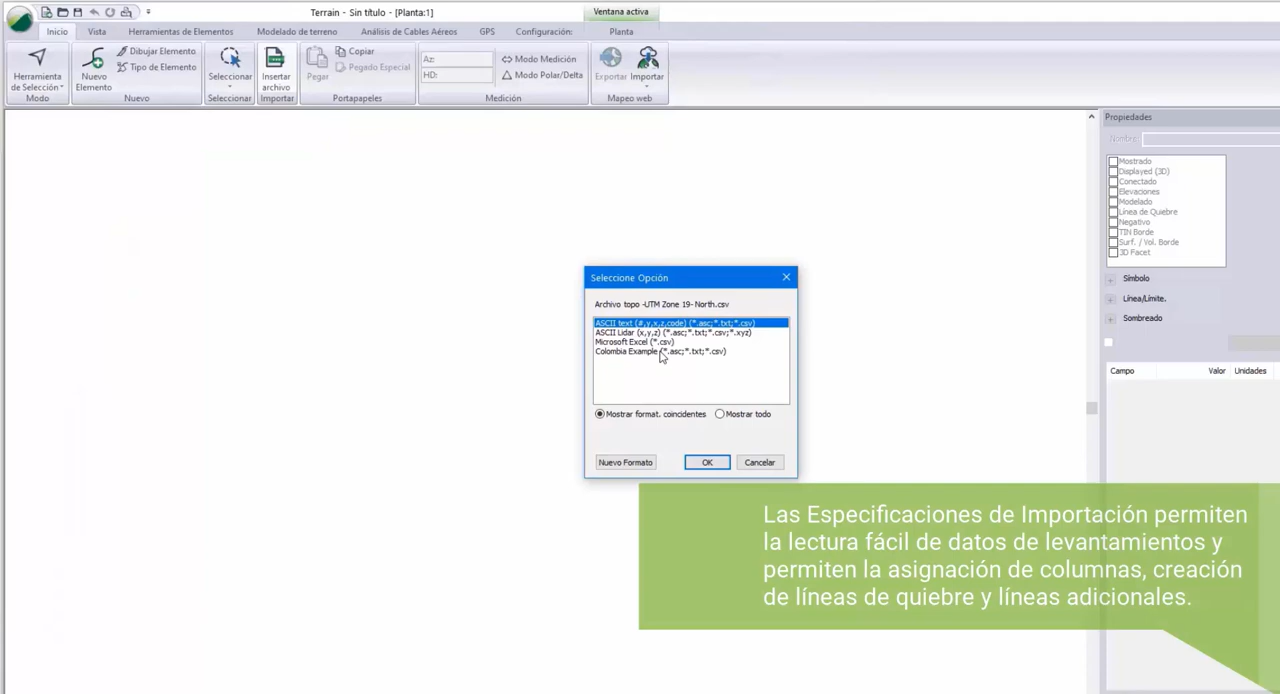 Terrain - Sin título - [Planta:1]
Ventana activa
Inicio
Vista
Herramientas de Elementos
Modelado de terreno
Análisis de Cables Aéreos
GPS
Configuración:
Planta
Herramienta de Selección
Modo
Nuevo Elemento
Dibujar Elemento
Tipo de Elemento
Nuevo
Seleccionar
Seleccionar
Insertar archivo
Importar
Pegar
Copiar
Pegado Especial
Portapapeles
Az:
HD:
Modo Medición
Modo Polar/Delta
Medición
Exportar
Importar
Mapeo web
Propiedades
Nombre:
Mostrado
Displayed (3D)
Conectado
Elevaciones
Modelado
Línea de Quiebre
Negativo
TIN Borde
Surf. / Vol. Borde
3D Facet
Símbolo
Línea/Límite.
Sombreado
Campo Valor Unidades
Seleccione Opción
Archivo topo -UTM Zone 19- North.csv
ASCII text (#,y,x,z,code) (*.asc;*.txt;*.csv)
ASCII Lidar (x,y,z) (*.asc;*.txt;*.csv;*.xyz)
Microsoft Excel (*.csv)
Colombia Example (*.asc;*.txt;*.csv)
Mostrar format. coincidentes
Mostrar todo
Nuevo Formato
OK
Cancelar
Las Especificaciones de Importación permiten
la lectura fácil de datos de levantamientos y
permiten la asignación de columnas, creación
de líneas de quiebre y líneas adicionales.